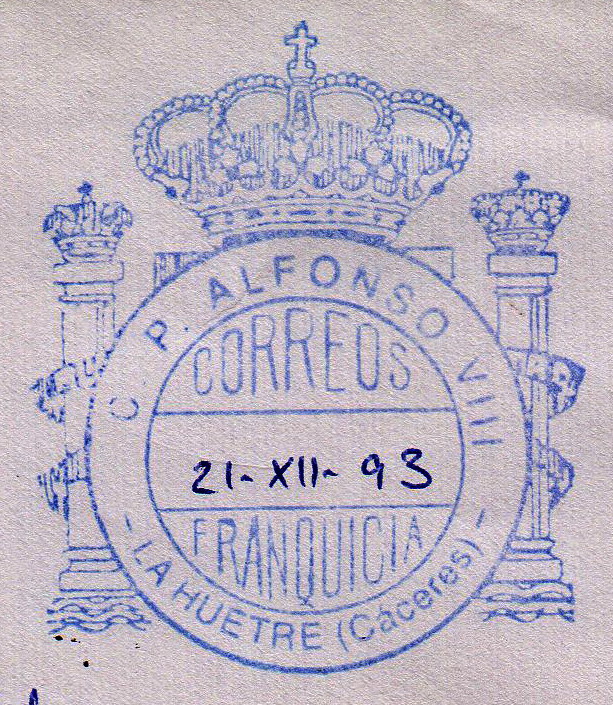 C. P. ALFONSO VIII
CORREOS
21-XII-93
FRANQUICIA
- LA HUETRE (Cáceres) -